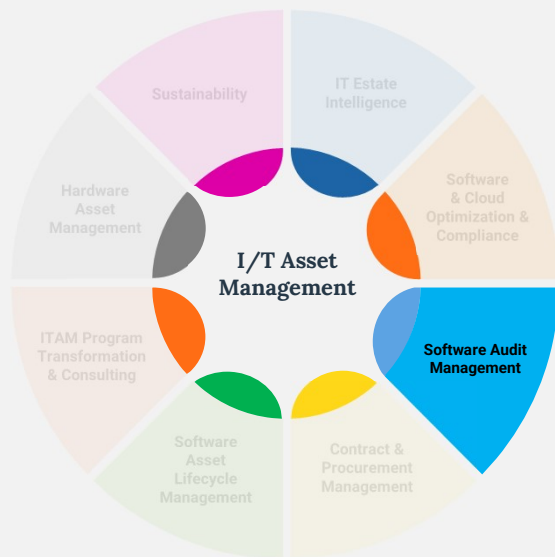 Sustainability
IT Estate
Intelligence
Software
& Cloud
Optimization &
Compliance
Software Audit
Management
Contract &
Procurement
Management
Software
Asset
Lifecycle
Management
ITAM Program
Transformation
& Consulting
Hardware
Asset
Management
I/T Asset
Management